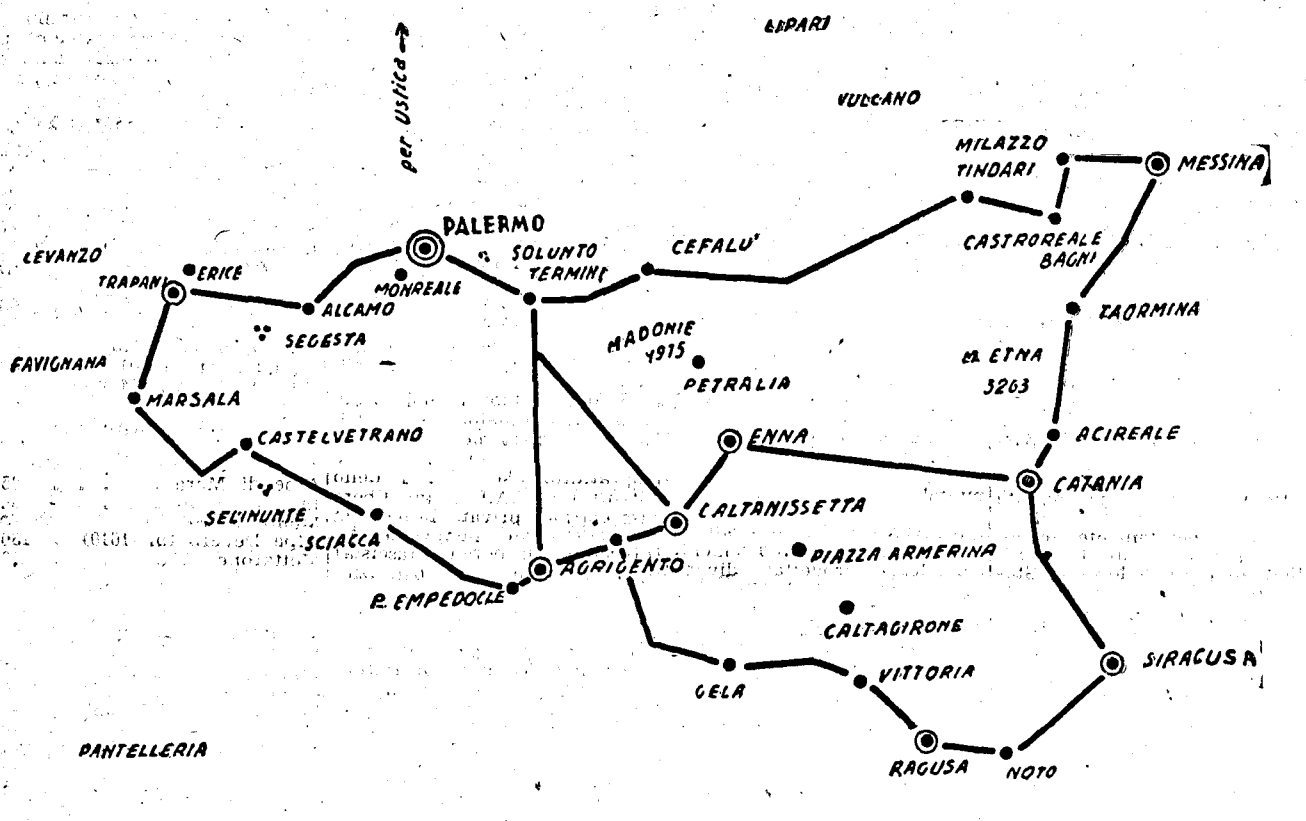 LIPARI
per Ustica →
VULCANO
MILAZZO
TINDARI
MESSINA
PALERMO
CASTROREALE
BAGNI
LEVANZO
SOLUNTO
TERMINI
CEFALU'
ERICE
TRAPANI
MONREALE
ALCAMO
TAORMINA
SEGESTA
MADONIE
1975
FAVIGNANA
M. ETNA
3263
PETRALIA
MARSALA
CASTELVETRANO
ENNA
ACIREALE
CATANIA
SELINUNTE
SCIACCA
CALTANISSETTA
PIAZZA ARMERINA
AGRIGENTO
P. EMPEDOCLE
CALTAGIRONE
SIRACUSA
GELA
VITTORIA
PANTELLERIA
RAGUSA
NOTO